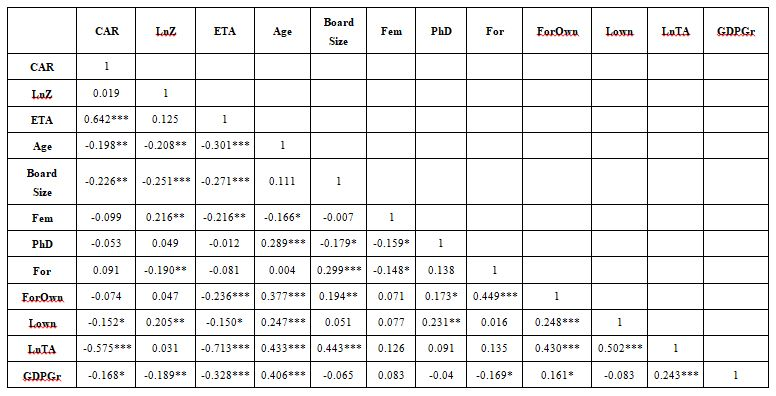 CAR LnZ ETA Age Board Size Fem PhD For ForOwn Lown LnTA GDPGr
CAR 1
LnZ 0.019 1
ETA 0.642*** 0.125 1
Age -0.198** -0.208** -0.301*** 1
Board Size -0.226** -0.251*** -0.271*** 0.111 1
Fem -0.099 0.216** -0.216** -0.166* -0.007 1
PhD -0.053 0.049 -0.012 0.289*** -0.179* -0.159* 1
For 0.091 -0.190** -0.081 0.004 0.299*** -0.148* 0.138 1
ForOwn -0.074 0.047 -0.236*** 0.377*** 0.194** 0.071 0.173* 0.449*** 1
Lown -0.152* 0.205** -0.150* 0.247*** 0.051 0.077 0.231** 0.016 0.248*** 1
LnTA -0.575*** 0.031 -0.713*** 0.433*** 0.443*** 0.126 0.091 0.135 0.430*** 0.502*** 1
GDPGr -0.168* -0.189** -0.328*** 0.406*** -0.065 0.083 -0.04 -0.169* 0.161* -0.083 0.243*** 1